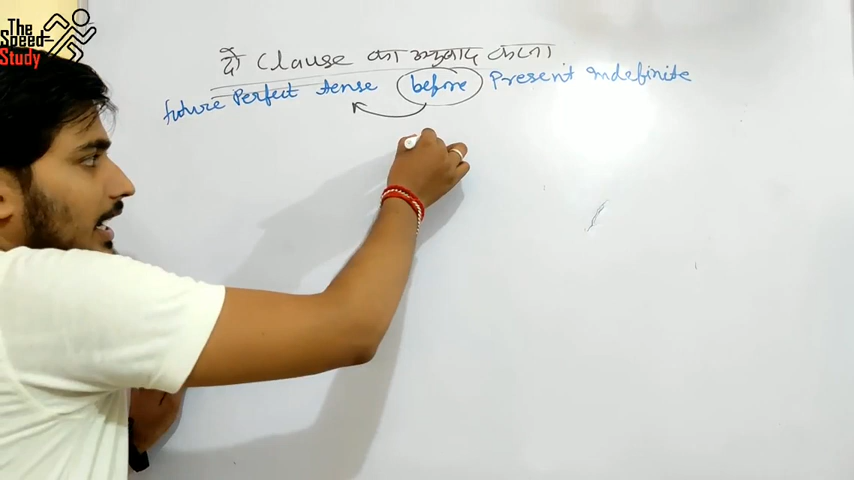 The
Speed
Study
दो Clause का अनुवाद करना
future Perfect tense before Present indefinite